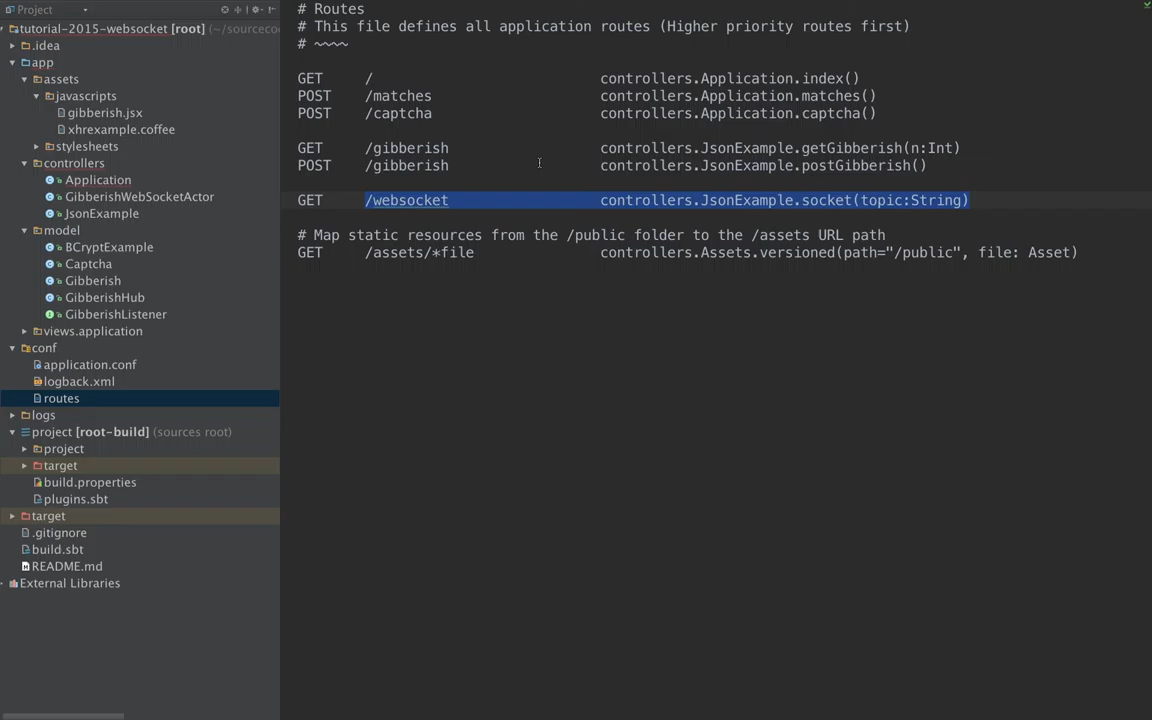 Project
tutorial-2015-websocket [root] (~/sourceco
.idea
app
assets
javascripts
gibberish.jsx
xhrexample.coffee
stylesheets
controllers
Application
GibberishWebSocketActor
JsonExample
model
BCryptExample
Captcha
Gibberish
GibberishHub
GibberishListener
views.application
conf
application.conf
logback.xml
routes
logs
project [root-build] (sources root)
project
target
build.properties
plugins.sbt
target
.gitignore
build.sbt
README.md
External Libraries
# Routes
# This file defines all application routes (Higher priority routes first)
# ~~~~
GET / controllers.Application.index()
POST /matches controllers.Application.matches()
POST /captcha controllers.Application.captcha()
GET /gibberish controllers.JsonExample.getGibberish(n:Int)
POST /gibberish controllers.JsonExample.postGibberish()
GET /websocket controllers.JsonExample.socket(topic:String)
# Map static resources from the /public folder to the /assets URL path
GET /assets/*file controllers.Assets.versioned(path="/public", file: Asset)